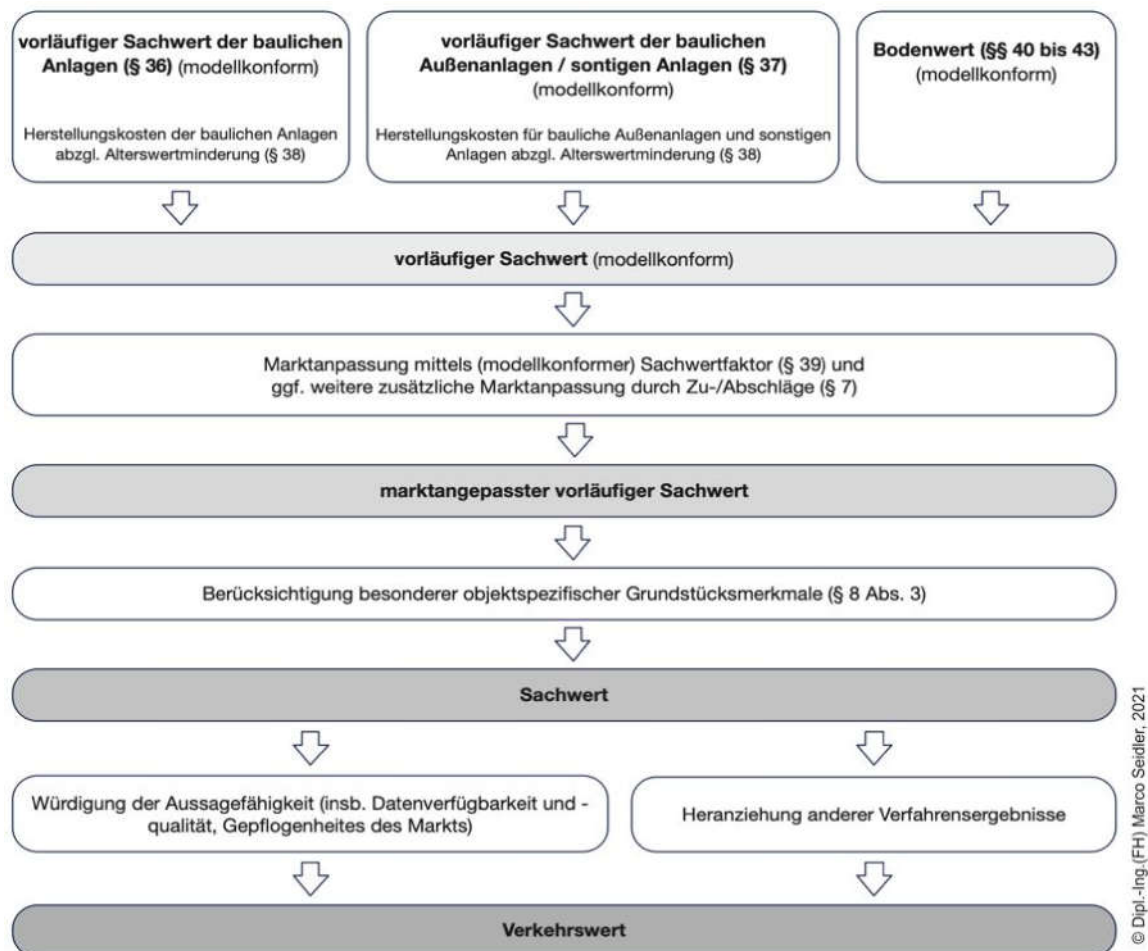 vorläufiger Sachwert der baulichen
Anlagen (§ 36) (modellkonform)
Herstellungskosten der baulichen Anlagen
abzgl. Alterswertminderung (§ 38)
vorläufiger Sachwert der baulichen
Außenanlagen / sontigen Anlagen (§ 37)
(modellkonform)
Herstellungskosten für bauliche Außenanlagen und sonstigen
Anlagen abzgl. Alterswertminderung (§ 38)
Bodenwert (§§ 40 bis 43)
(modellkonform)
vorläufiger Sachwert (modellkonform)
Marktanpassung mittels (modellkonformer) Sachwertfaktor (§ 39) und
ggf. weitere zusätzliche Marktanpassung durch Zu-/Abschläge (§ 7)
marktangepasster vorläufiger Sachwert
Berücksichtigung besonderer objektspezifischer Grundstücksmerkmale (§ 8 Abs. 3)
Sachwert
Würdigung der Aussagefähigkeit (insb. Datenverfügbarkeit und -
qualität, Gepflogenheites des Markts)
Heranziehung anderer Verfahrensergebnisse
Verkehrswert
© Dipl.-Ing.(FH) Marco Seidler, 2021